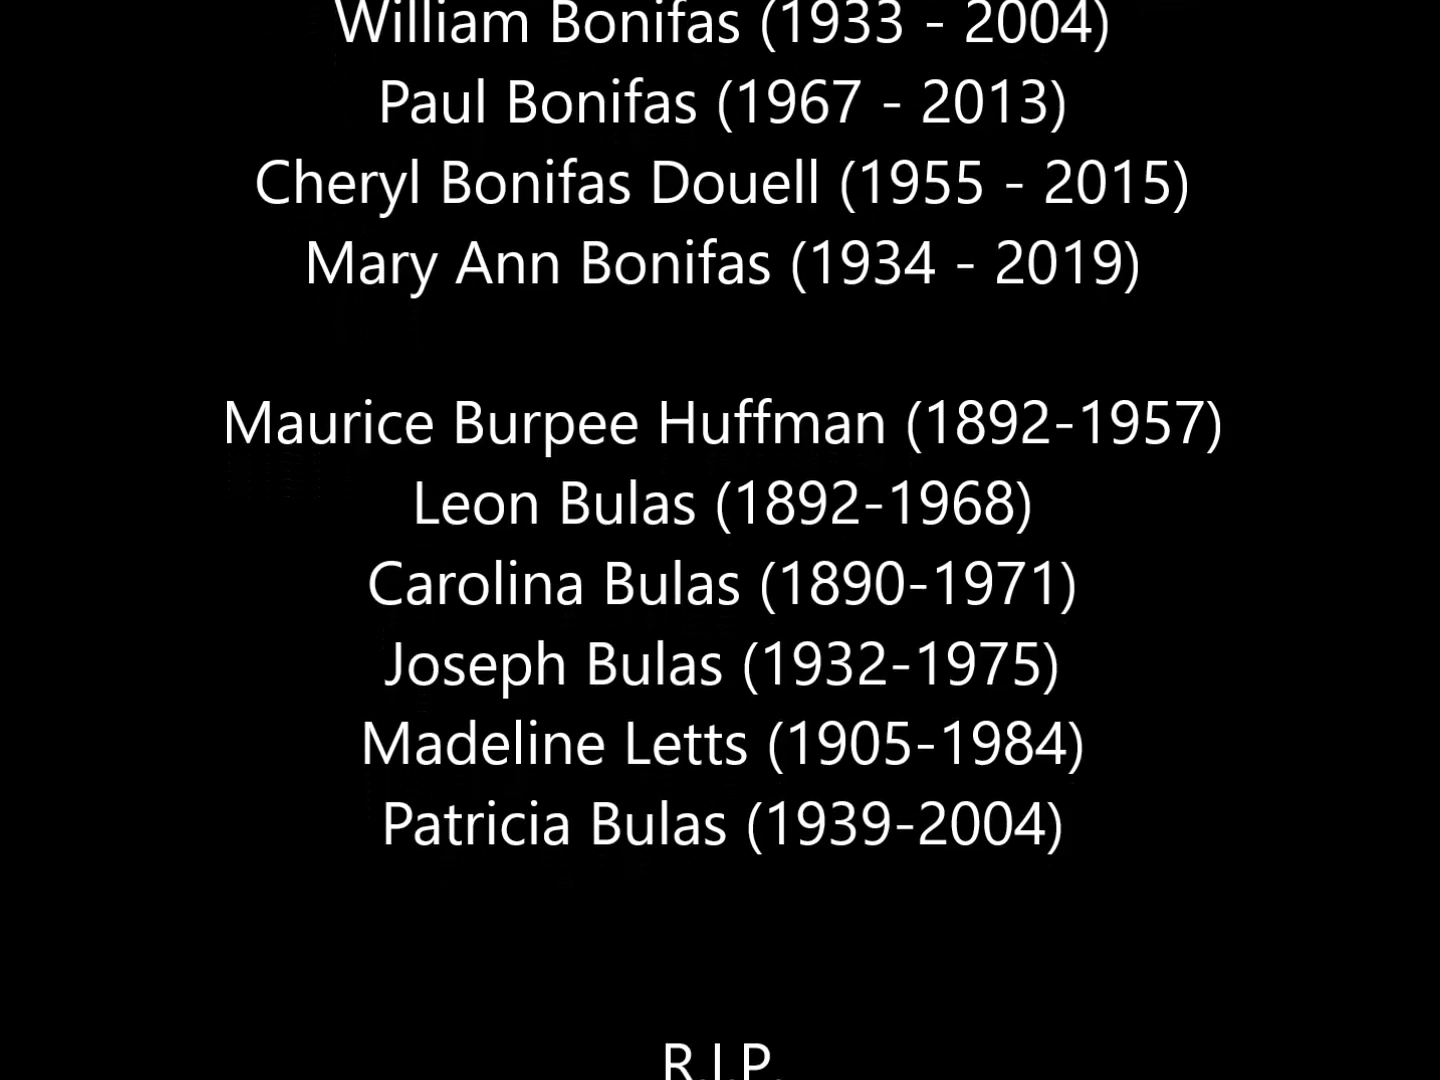 William Bonifas (1933 - 2004)
Paul Bonifas (1967 - 2013)
Cheryl Bonifas Douell (1955 - 2015)
Mary Ann Bonifas (1934 - 2019)
Maurice Burpee Huffman (1892-1957)
Leon Bulas (1892-1968)
Carolina Bulas (1890-1971)
Joseph Bulas (1932-1975)
Madeline Letts (1905-1984)
Patricia Bulas (1939-2004)
R.I.P.